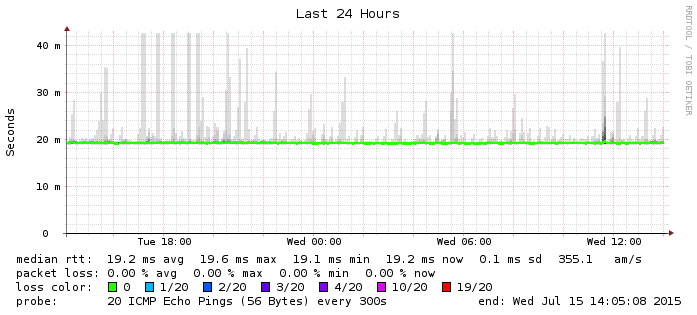 Last 24 Hours
RRDTOOL / TOBI OETIKER
Seconds
40 m
30 m
20 m
10 m
0
Tue 18:00 Wed 00:00 Wed 06:00 Wed 12:00
median rtt: 19.2 ms avg 19.6 ms max 19.1 ms min 19.2 ms now 0.1 ms sd 355.1 am/s
packet loss: 0.00 % avg 0.00 % max 0.00 % min 0.00 % now
loss color: 0 1/20 2/20 3/20 4/20 10/20 19/20
probe: 20 ICMP Echo Pings (56 Bytes) every 300s end: Wed Jul 15 14:05:08 2015